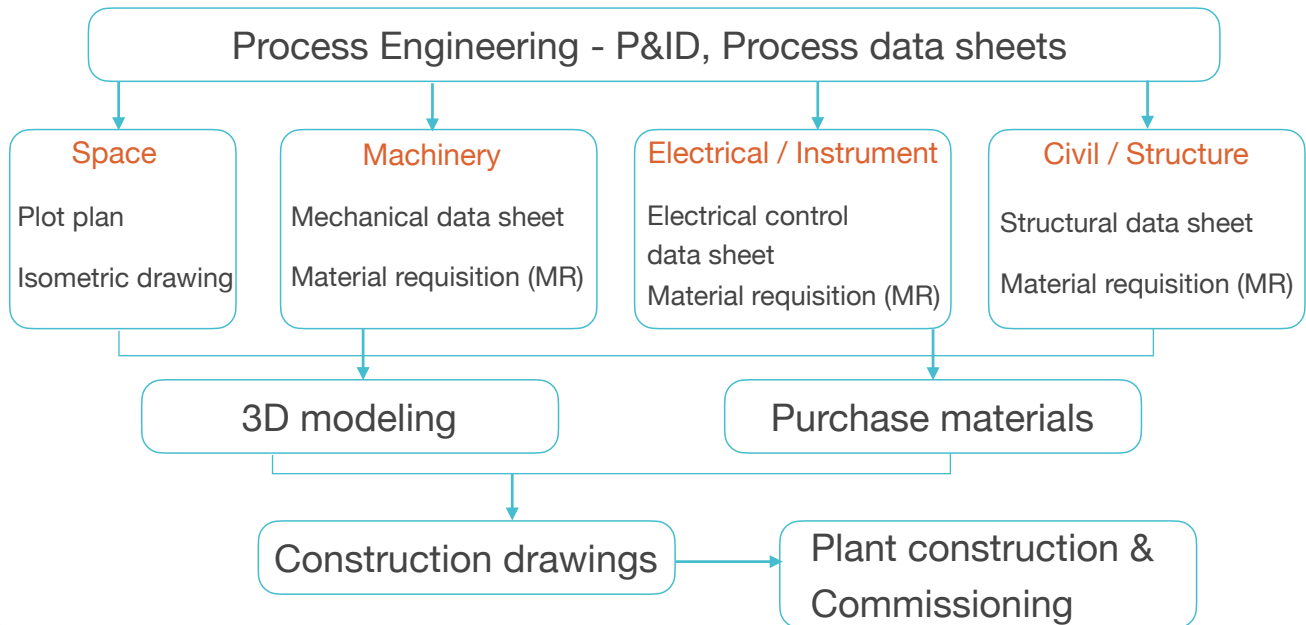 Process Engineering - P&ID, Process data sheets
Space
Plot plan
Isometric drawing
Machinery
Mechanical data sheet
Material requisition (MR)
Electrical / Instrument
Electrical control
data sheet
Material requisition (MR)
Civil / Structure
Structural data sheet
Material requisition (MR)
3D modeling
Purchase materials
Construction drawings
Plant construction &
Commissioning